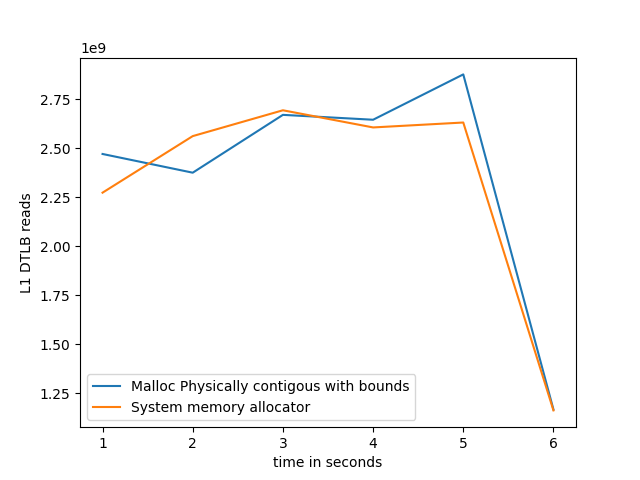 1e9
2.75
2.50
2.25
2.00
1.75
1.50
1.25
L1 DTLB reads
Malloc Physically contigous with bounds
System memory allocator
1 2 3 4 5 6
time in seconds